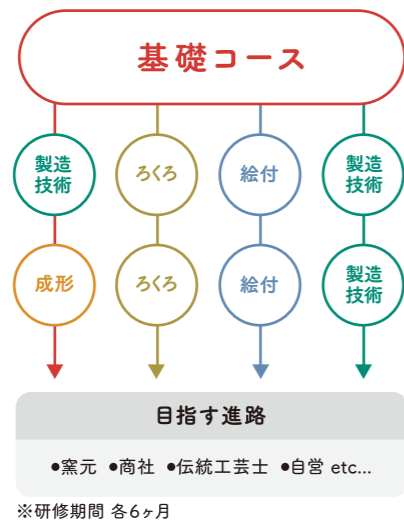 基礎コース
製造
技術
ろくろ
絵付
製造
技術
成形
ろくろ
絵付
製造
技術
目指す進路
●窯元 ●商社 ●伝統工芸士 ●自営 etc...
※研修期間 各6ヶ月